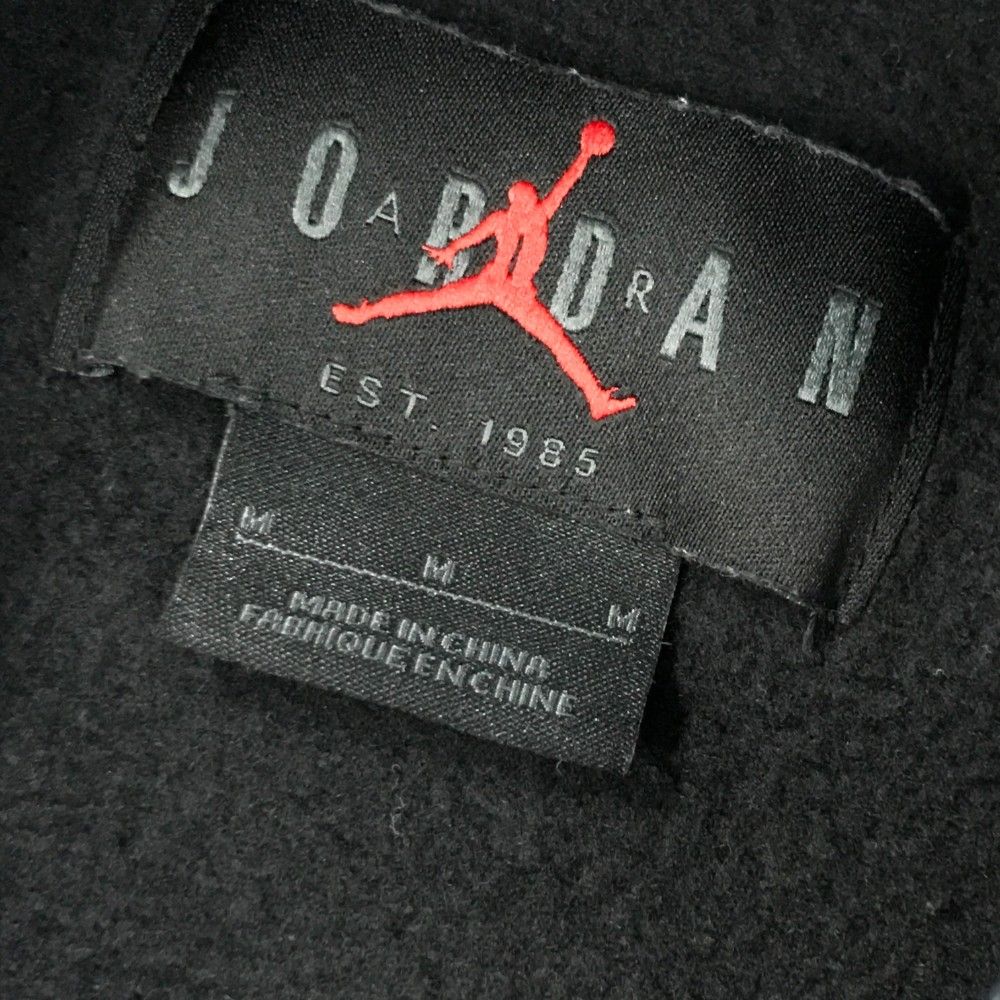 JORDAN
AIR
EST. 1985
M M M
MADE IN CHINA
FABRIQUE EN CHINE